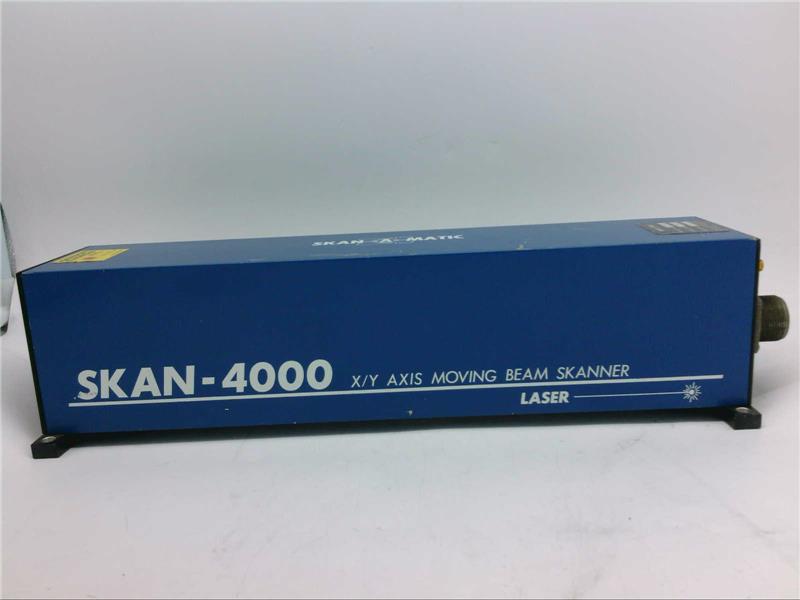 SKAN-A-MATIC
SKAN-4000 X/Y AXIS MOVING BEAM SKANNER
LASER